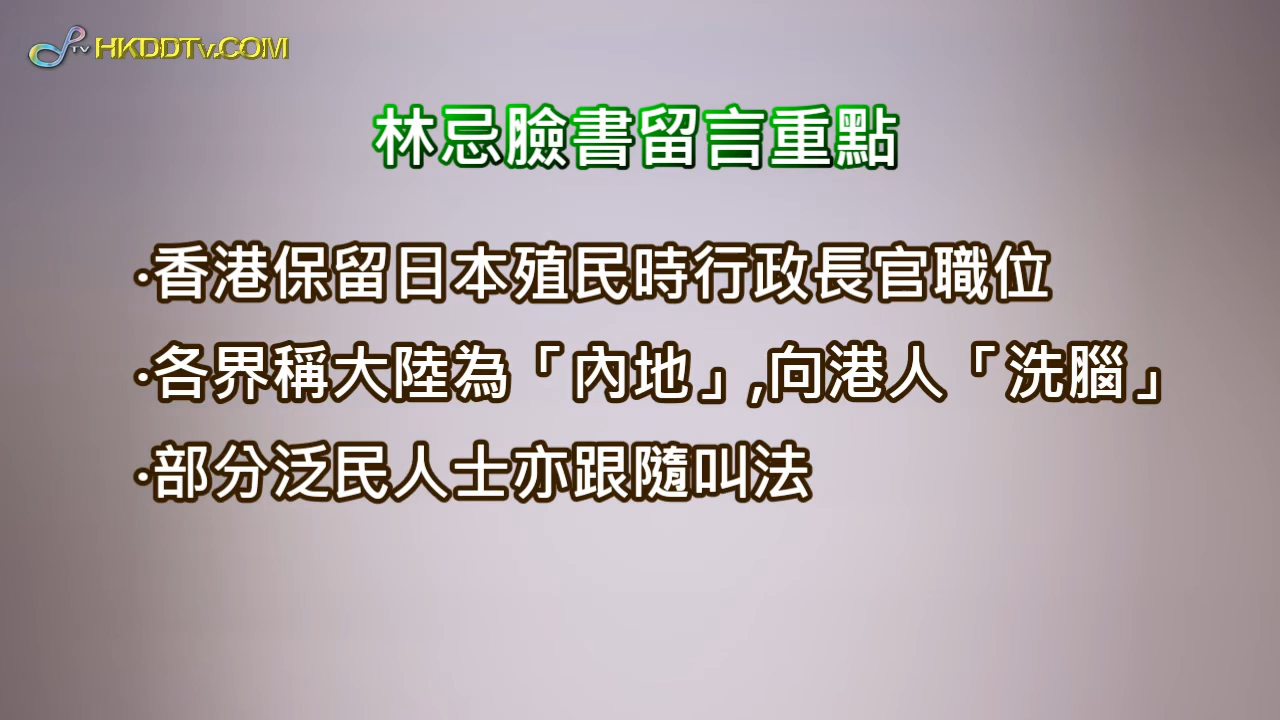 TV HKDDTv.COM
林忌臉書留言重點
·香港保留日本殖民時行政長官職位
·各界稱大陸為「內地」,向港人「洗腦」
·部分泛民人士亦跟隨叫法